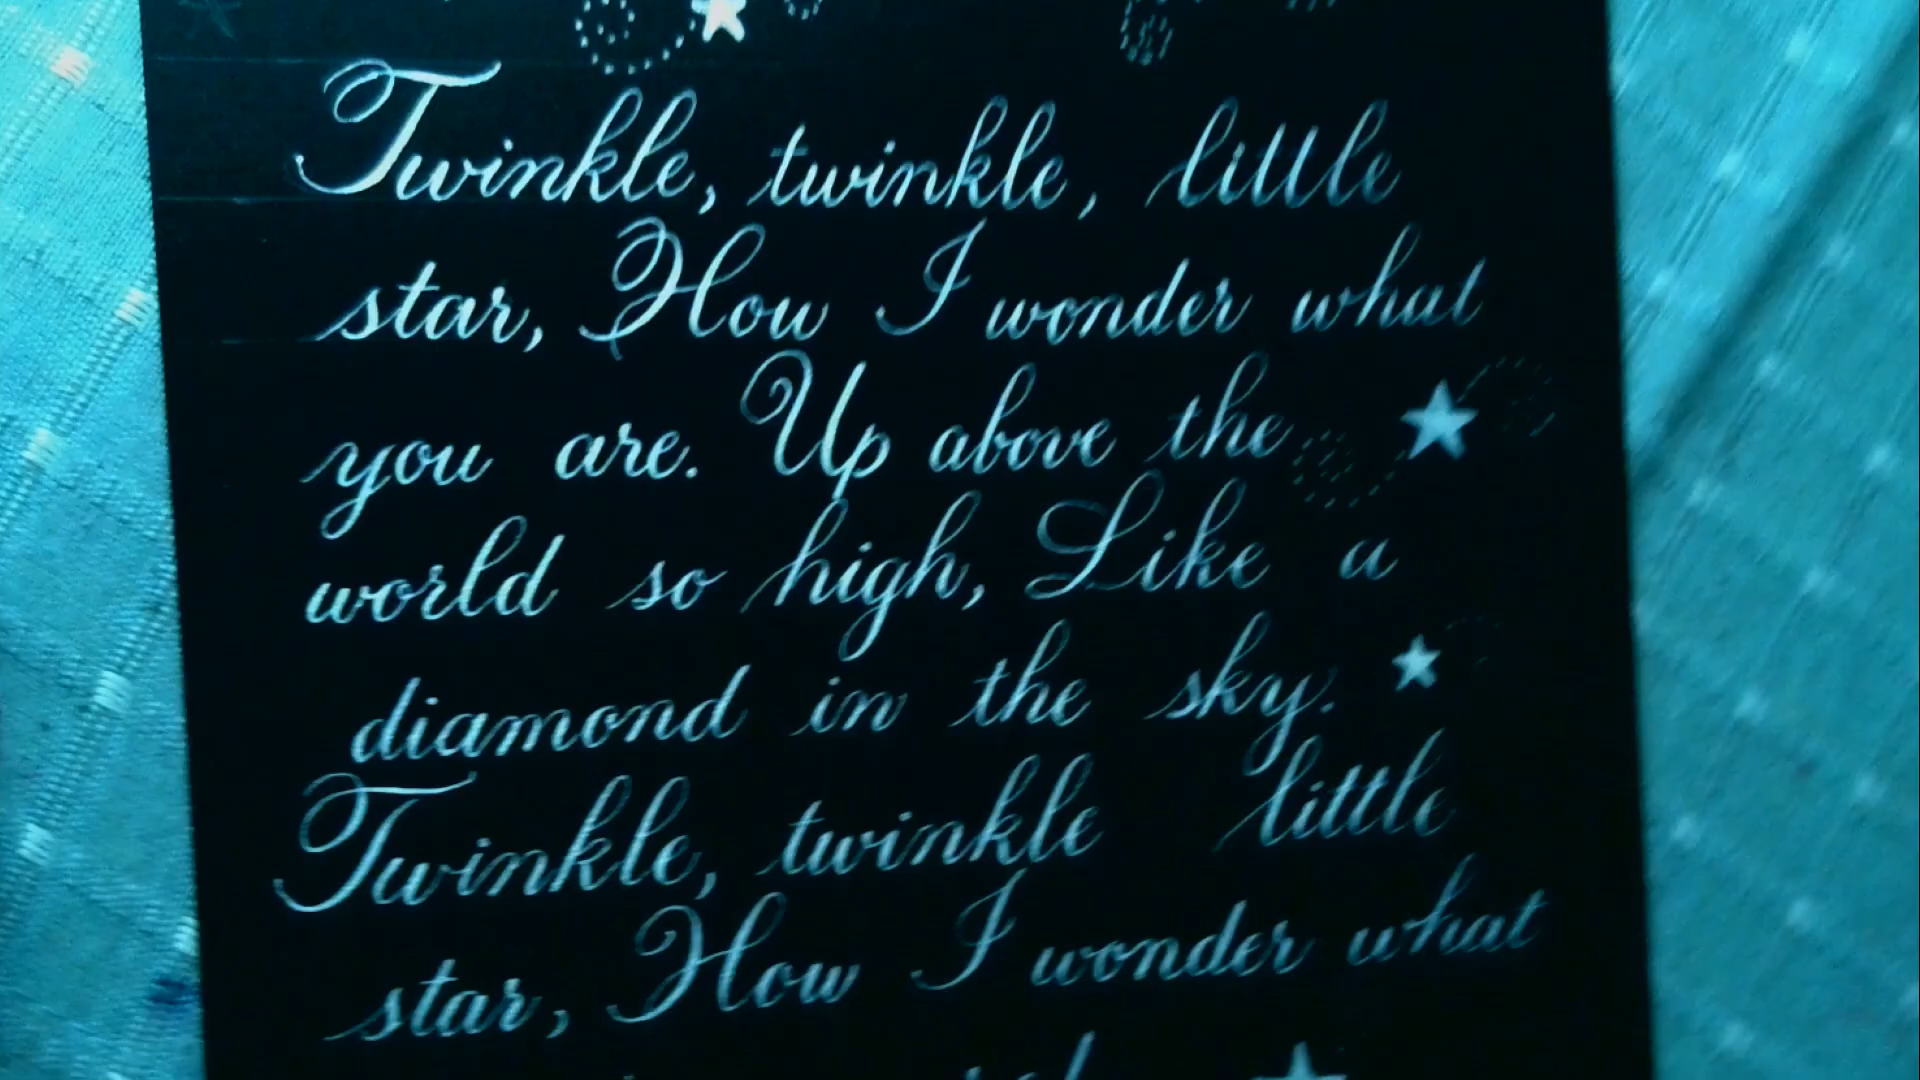 Twinkle, twinkle, little
star, How I wonder what
you are. Up above the
world so high, Like a
diamond in the sky.
Twinkle, twinkle little
star, How I wonder what